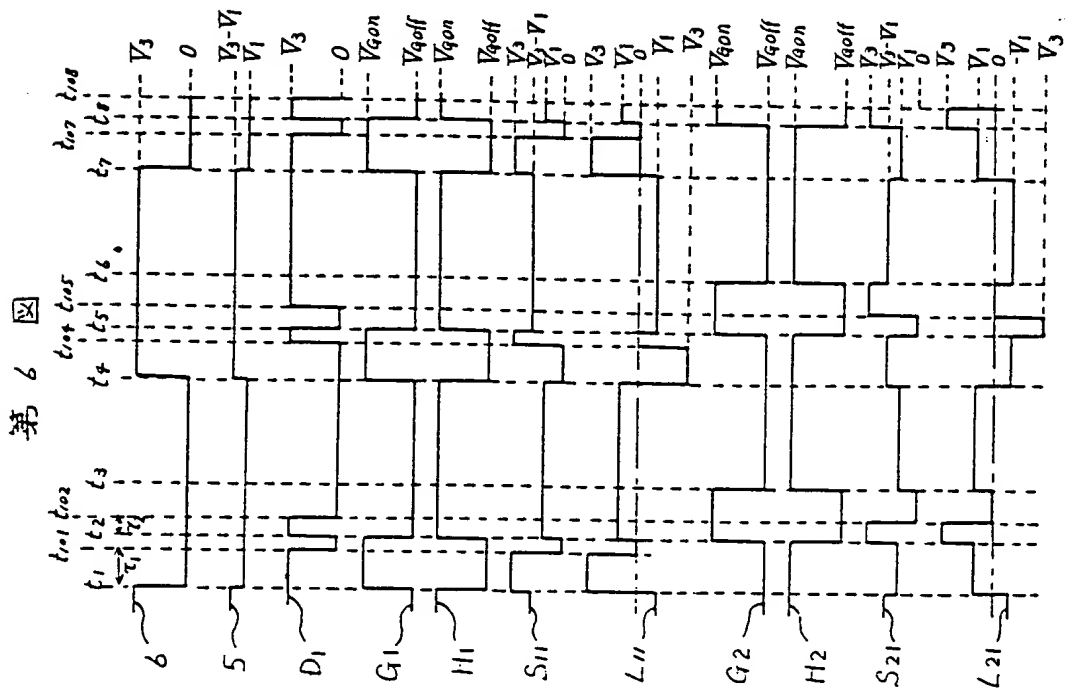 第 6 図
t1 t101 t2 t102 t3 t4 t104 t5 t105 t6 t7 t107 t8 t108
τ1 τ2
6 V3 0
5 V3-V1 V1
D1 V3 0
G1 VGon VGoff
H1 VGon VGoff
S11 V3 V3-V1 V1 0
L11 V3 V1 0 -V1 -V3
G2 VGon VGoff
H2 VGon VGoff
S21 V3 V3-V1 V1 0
L21 V3 V1 0 -V1 -V3